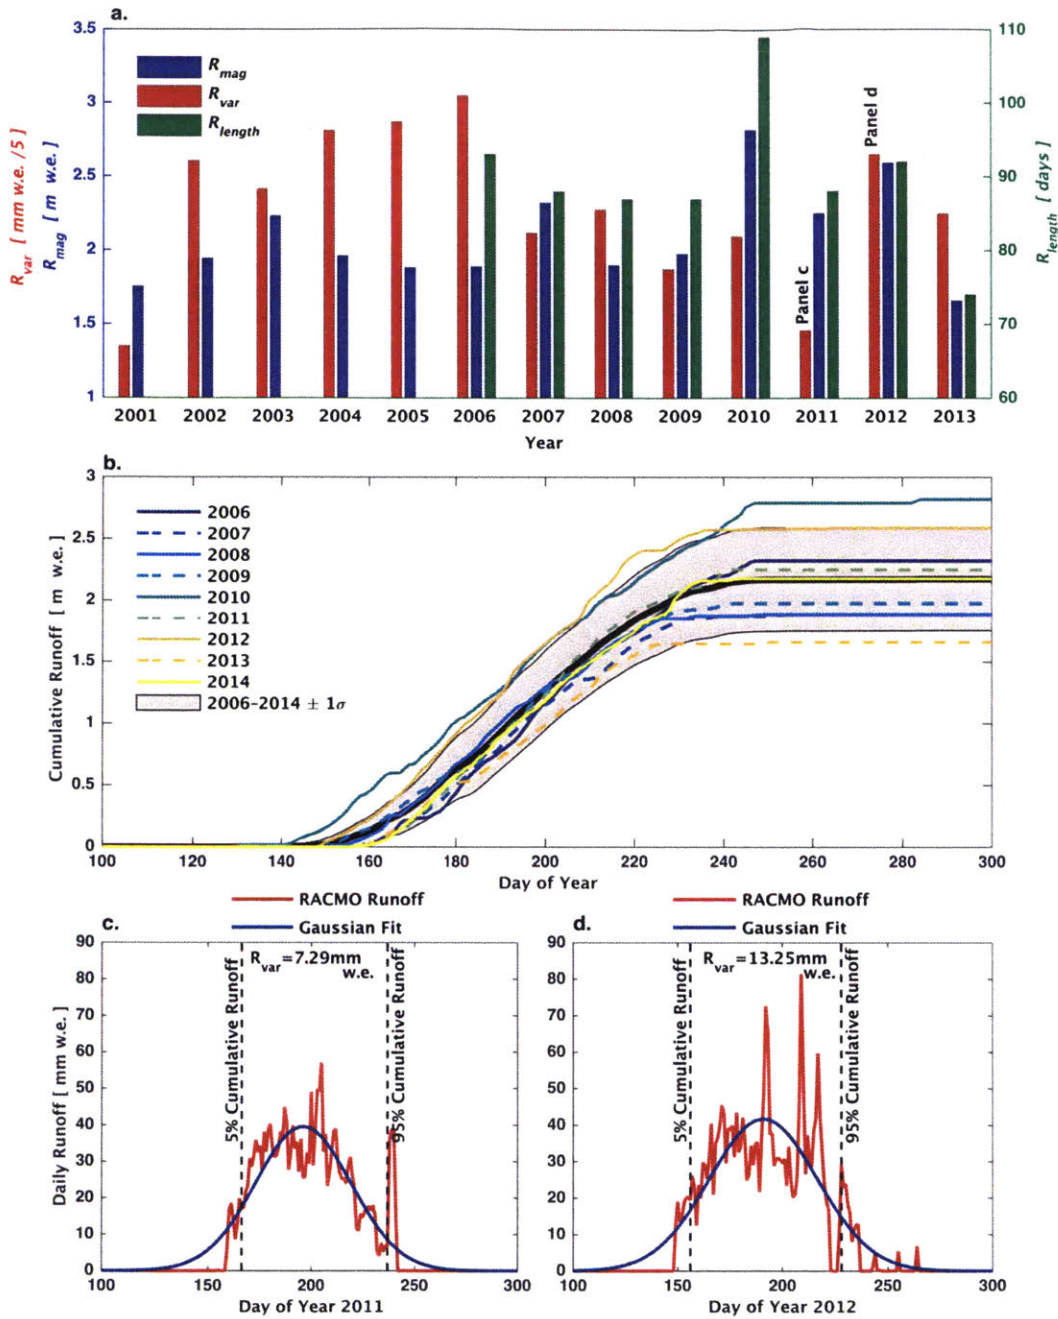 a.
3.5
3
2.5
2
1.5
1
R_var [ mm w.e. /5 ]
R_mag [ m w.e. ]
R_mag
R_var
R_length
Panel c
Panel d
110
100
90
80
70
60
R_length [ days ]
2001 2002 2003 2004 2005 2006 2007 2008 2009 2010 2011 2012 2013
Year
b.
3
2.5
2
1.5
1
0.5
0
Cumulative Runoff [ m w.e. ]
2006
2007
2008
2009
2010
2011
2012
2013
2014
2006-2014 ± 1σ
100 120 140 160 180 200 220 240 260 280 300
Day of Year
RACMO Runoff
Gaussian Fit
c.
90
80
70
60
50
40
30
20
10
0
Daily Runoff [ mm w.e. ]
R_var=7.29mm
w.e.
5% Cumulative Runoff
95% Cumulative Runoff
100 150 200 250 300
Day of Year 2011
RACMO Runoff
Gaussian Fit
d.
90
80
70
60
50
40
30
20
10
0
R_var=13.25mm
w.e.
5% Cumulative Runoff
95% Cumulative Runoff
100 150 200 250 300
Day of Year 2012